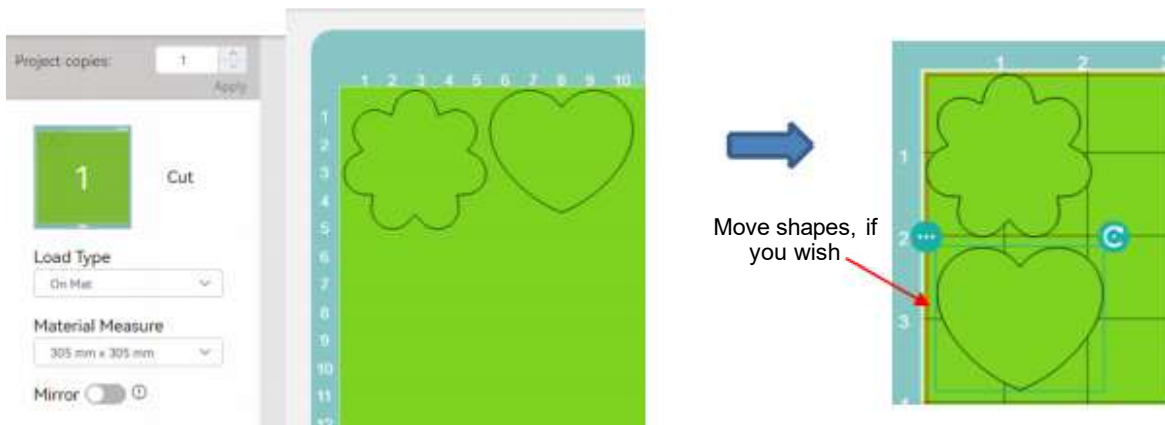 Project copies:
1
Apply
1
Cut
Load Type
On Mat
Material Measure
305 mm x 305 mm
Mirror
1 2 3 4 5 6 7 8 9 10
1
2
3
4
5
6
7
8
9
10
11
12
Move shapes, if
you wish
1 2 3
1
2
3